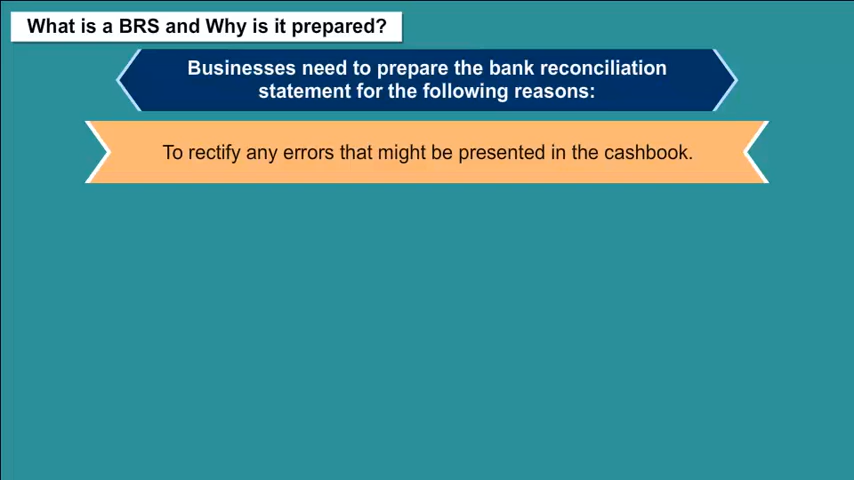 What is a BRS and Why is it prepared?
Businesses need to prepare the bank reconciliation
statement for the following reasons:
To rectify any errors that might be presented in the cashbook.